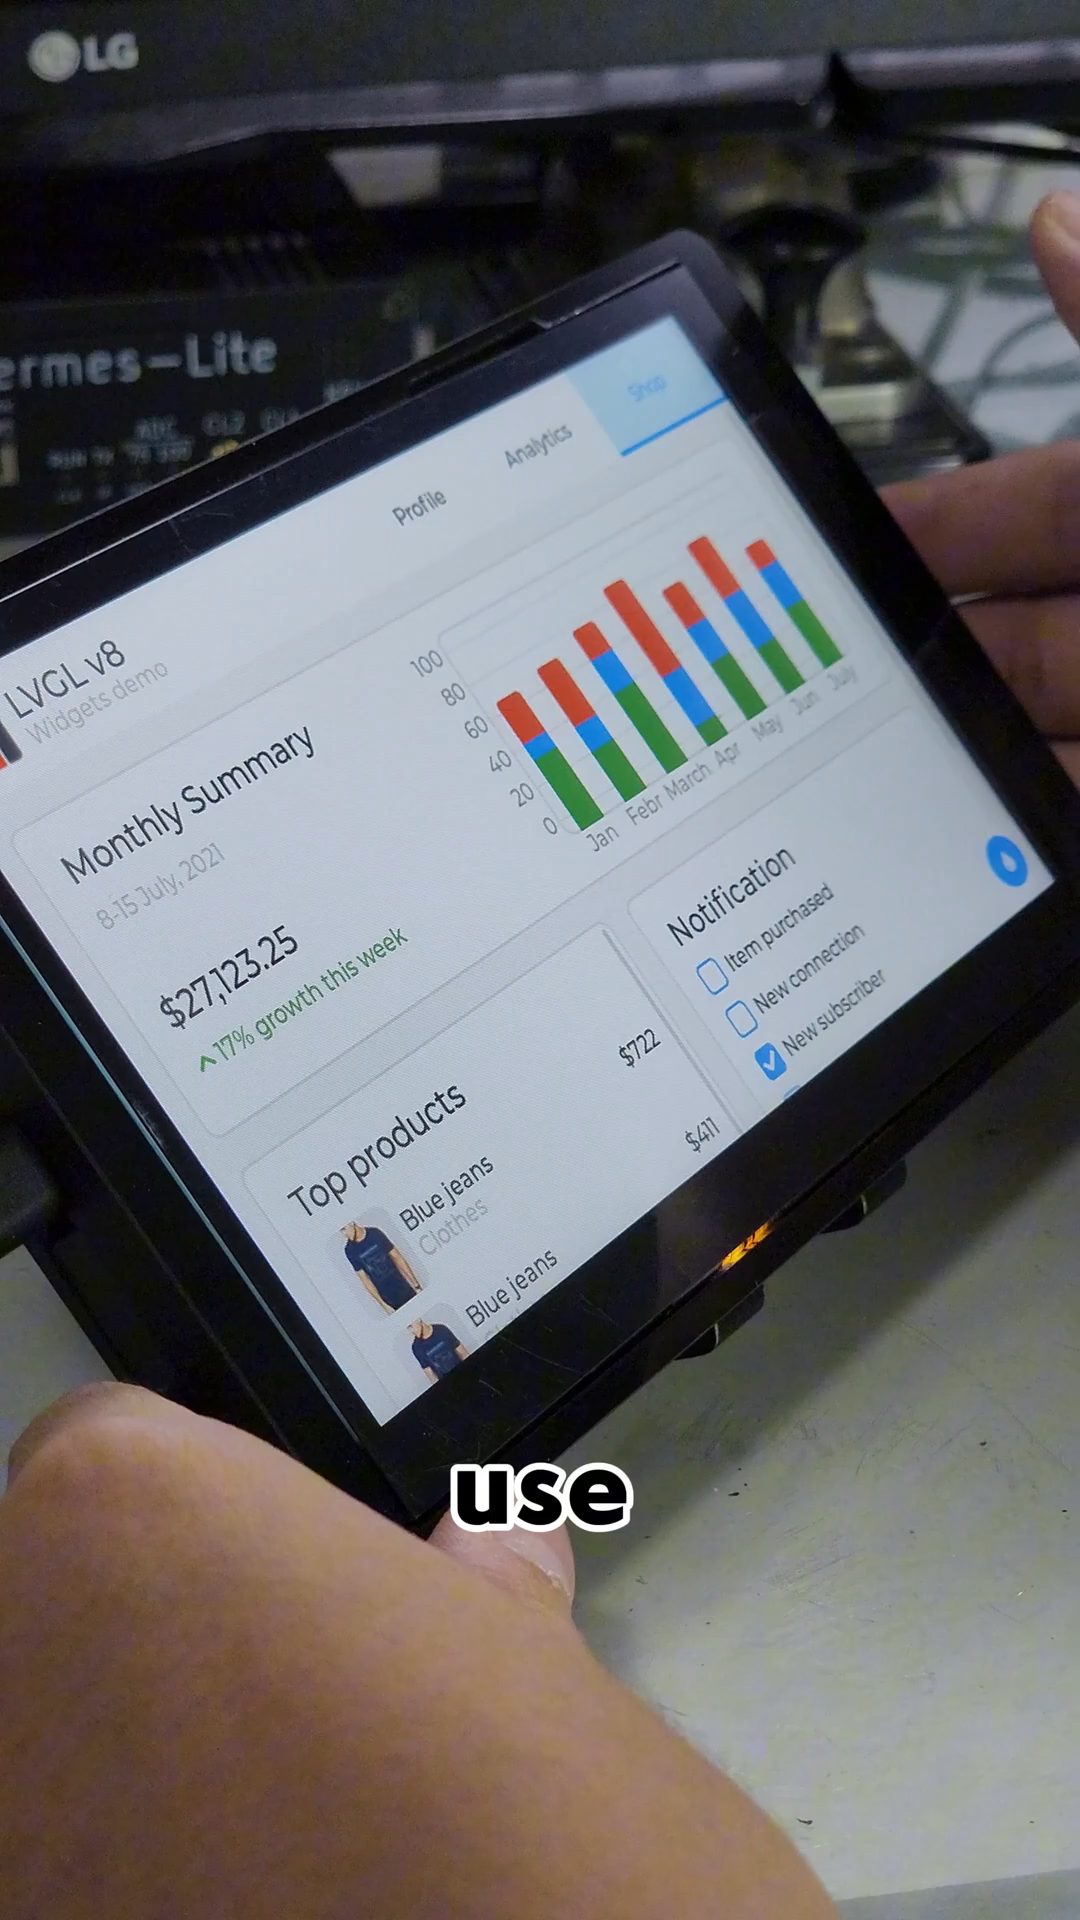 LG
ermes-Lite
LVGL v8
Widgets demo
Profile
Analytics
Shop
Monthly Summary
8-15 July, 2021
$27,123.25
17% growth this week
100
80
60
40
20
0
Jan
Febr
March
Apr
May
Jun
July
Top products
$722
Blue jeans
Clothes
$411
Blue jeans
Notification
Item purchased
New connection
New subscriber
use